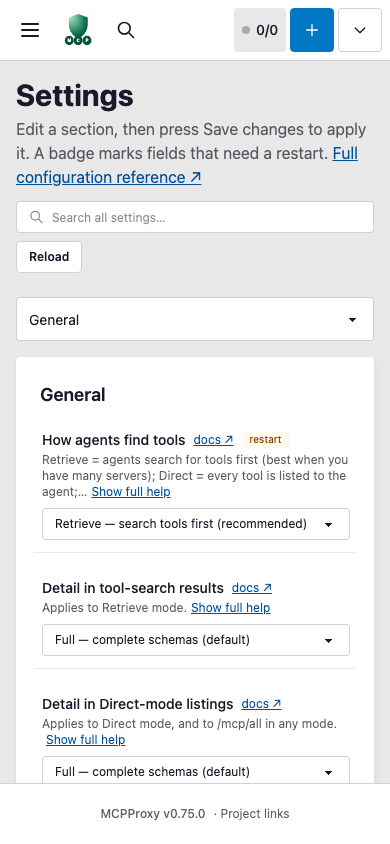 MCP
0/0
Settings
Edit a section, then press Save changes to apply
it. A badge marks fields that need a restart. Full
configuration reference ↗
Search all settings...
Reload
General
General
How agents find tools docs ↗ restart
Retrieve = agents search for tools first (best when you
have many servers); Direct = every tool is listed to the
agent;... Show full help
Retrieve — search tools first (recommended)
Detail in tool-search results docs ↗
Applies to Retrieve mode. Show full help
Full — complete schemas (default)
Detail in Direct-mode listings docs ↗
Applies to Direct mode, and to /mcp/all in any mode.
Show full help
Full — complete schemas (default)
MCPProxy v0.75.0 · Project links